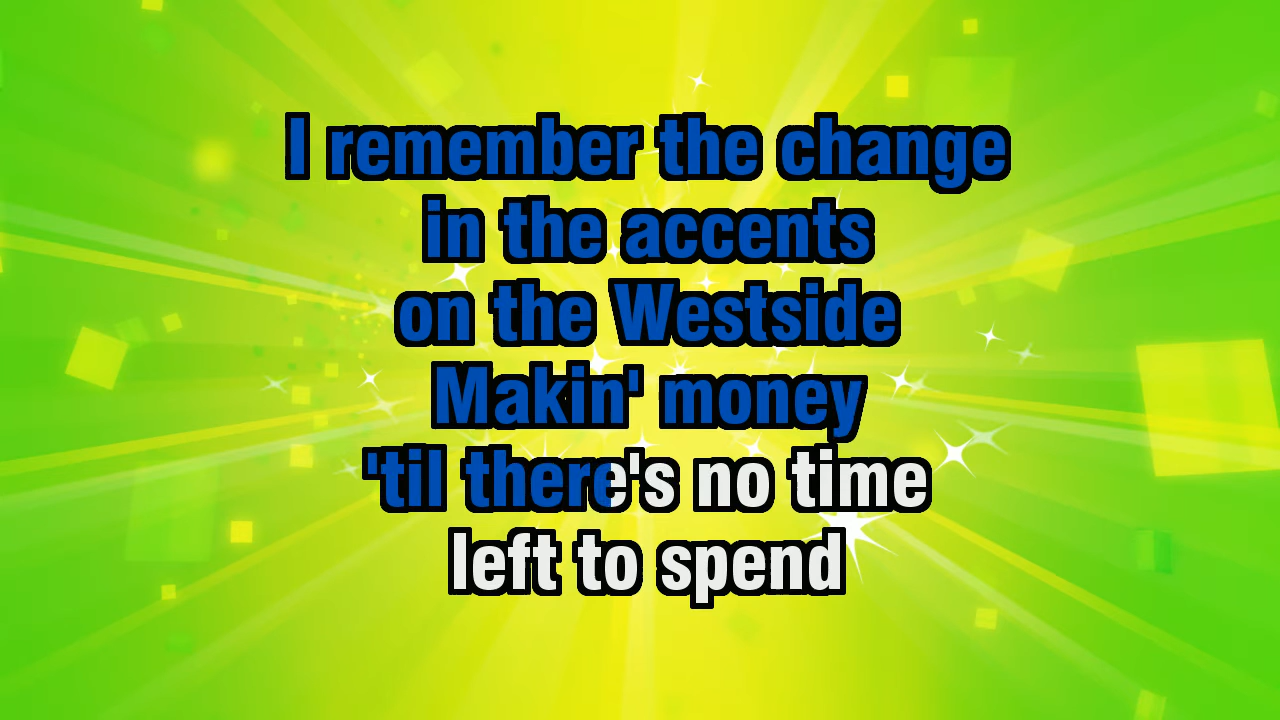 I remember the change
in the accents
on the Westside
Makin' money
'til there's no time
left to spend